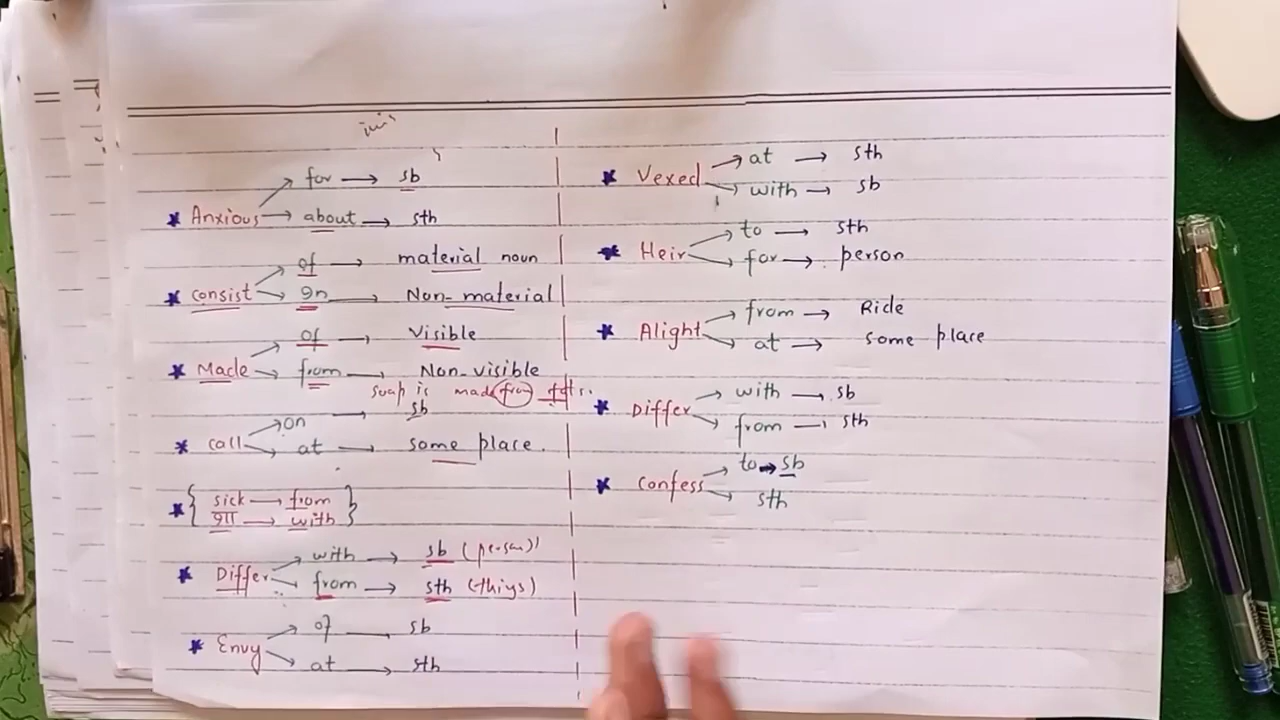 for → sb
* Anxious → about → sth
of → material noun
* consist → In → Non-material
of → Visible
* Made → from → Non-visible
soap is made from fats.
on → sb
* Call → at → some place.
* { sick → from
Ill → with }
with → sb (person)
* Differ → from → sth (things)
of → sb
* Envy → at → sth
* Vexed → at → sth
with → sb
to → sth
* Heir → for → person
from → Ride
* Alight → at → some place
with → sb
* Differ → from → sth
to → sb
* Confess → sth